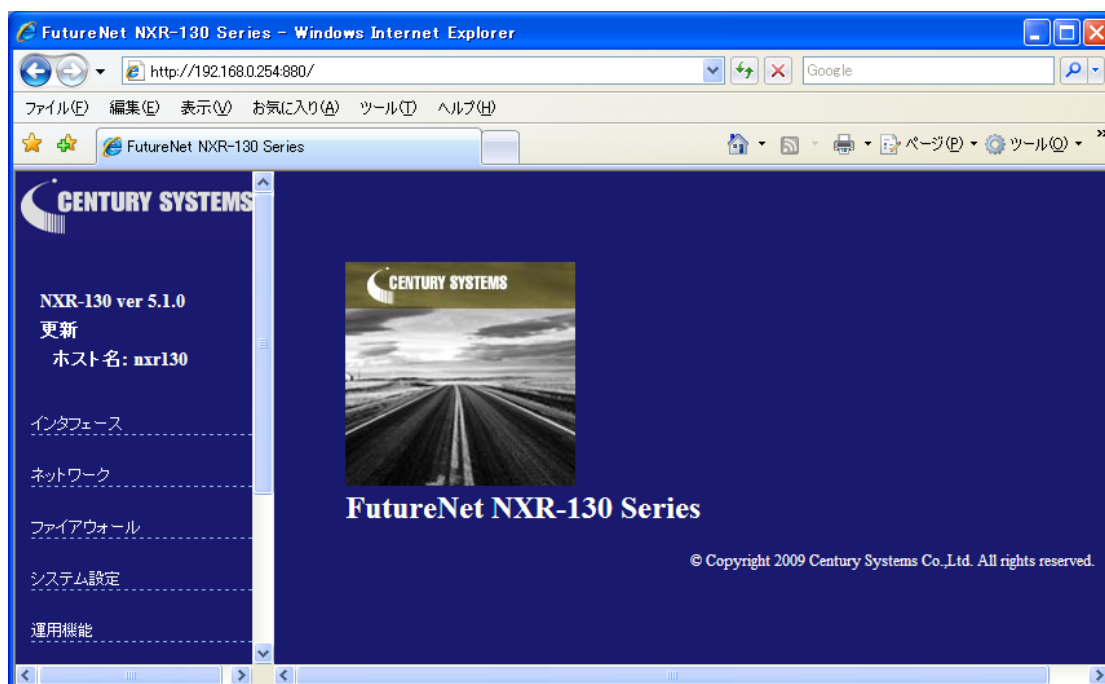 FutureNet NXR-130 Series - Windows Internet Explorer
http://192.168.0.254:880/
Google
ファイル(F) 編集(E) 表示(V) お気に入り(A) ツール(T) ヘルプ(H)
FutureNet NXR-130 Series
ページ(P) ツール(O) »
CENTURY SYSTEMS
NXR-130 ver 5.1.0
更新
ホスト名: nxr130
インタフェース
ネットワーク
ファイアウォール
システム設定
運用機能
CENTURY SYSTEMS
FutureNet NXR-130 Series
© Copyright 2009 Century Systems Co.,Ltd. All rights reserved.